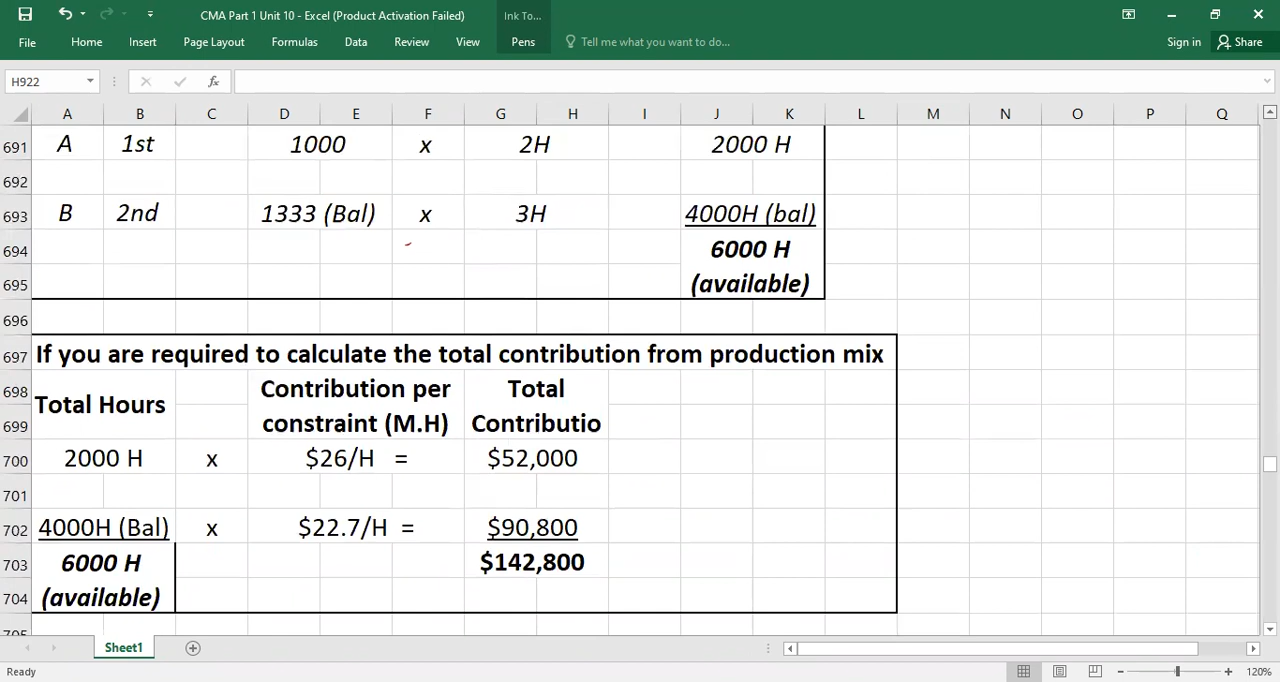 CMA Part 1 Unit 10 - Excel (Product Activation Failed) Ink To...
File Home Insert Page Layout Formulas Data Review View Pens Tell me what you want to do... Sign in Share
H922 fx
A B C D E F G H I J K L M N O P Q
691 A 1st 1000 x 2H 2000 H
692
693 B 2nd 1333 (Bal) x 3H 4000H (bal)
694 6000 H
695 (available)
696
697 If you are required to calculate the total contribution from production mix
698 Contribution per Total
Total Hours
699 constraint (M.H) Contributio
700 2000 H x $26/H = $52,000
701
702 4000H (Bal) x $22.7/H = $90,800
703 6000 H $142,800
704 (available)
705
Sheet1
Ready 120%